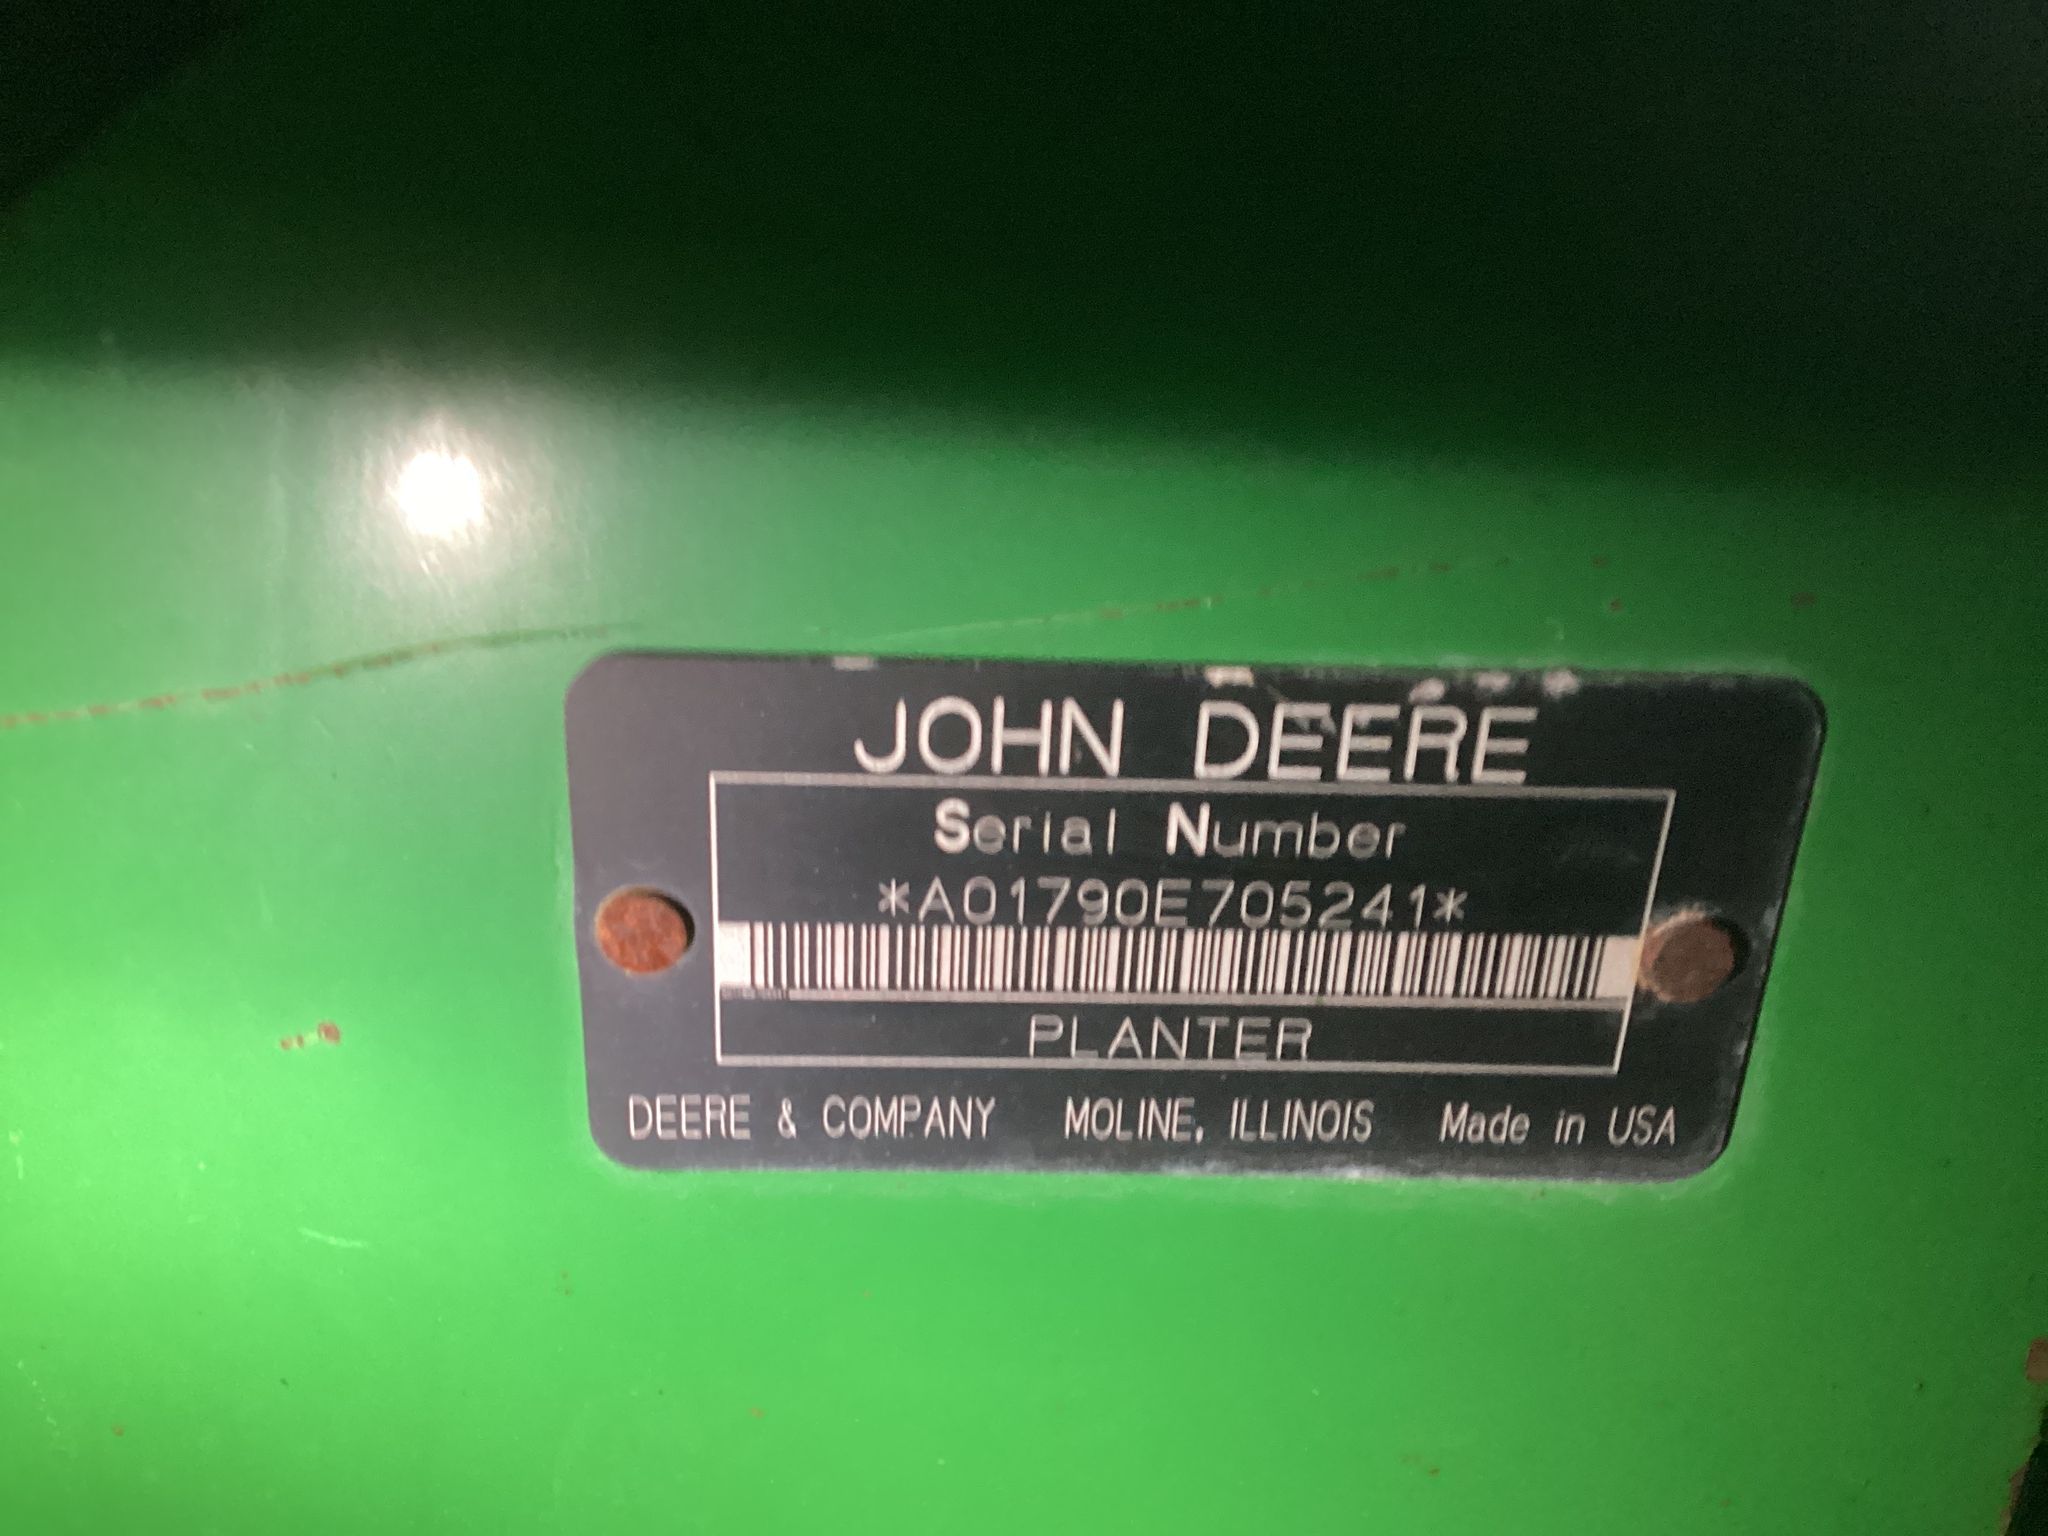 JOHN DEERE
Serial Number
*A01790E705241*
PLANTER
DEERE & COMPANY MOLINE, ILLINOIS Made in USA